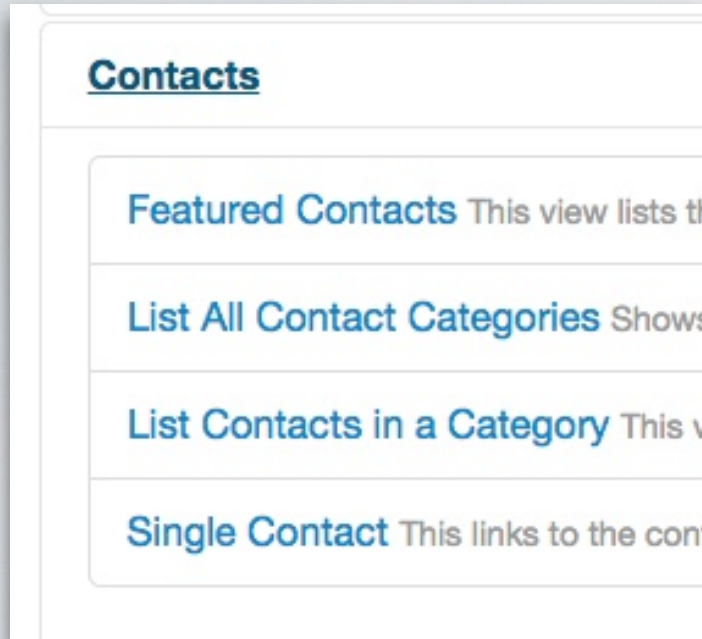 Contacts
Featured Contacts This view lists
List All Contact Categories Shows
List Contacts in a Category This
Single Contact This links to the